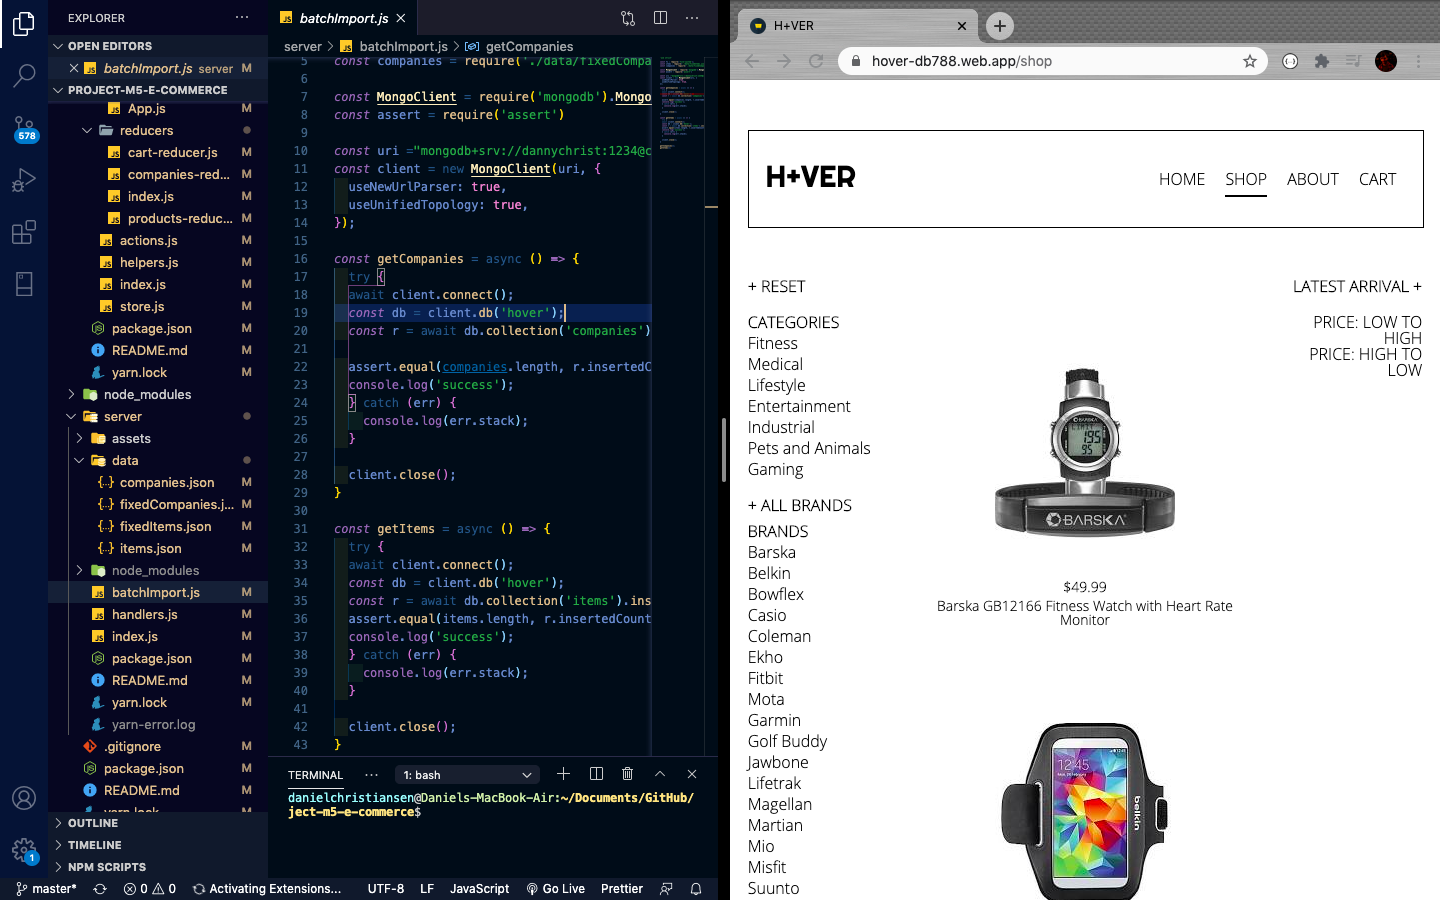 EXPLORER ...
OPEN EDITORS
batchImport.js server M
PROJECT-M5-E-COMMERCE
App.js M
reducers
cart-reducer.js M
companies-red... M
index.js M
products-reduc... M
actions.js M
helpers.js M
index.js M
store.js M
package.json M
README.md M
yarn.lock M
node_modules
server
assets
data
companies.json M
fixedCompanies.j... M
fixedItems.json M
items.json M
node_modules
batchImport.js M
handlers.js M
index.js M
package.json M
README.md M
yarn.lock M
yarn-error.log
.gitignore M
package.json M
README.md M
yarn.lock M
OUTLINE
TIMELINE
NPM SCRIPTS
578
1
batchImport.js
server > batchImport.js > getCompanies
5 const companies = require('./data/fixedCompa
6
7 const MongoClient = require('mongodb').Mongo
8 const assert = require('assert')
9
10 const uri ="mongodb+srv://dannychrist:1234@c
11 const client = new MongoClient(uri, {
12 useNewUrlParser: true,
13 useUnifiedTopology: true,
14 });
15
16 const getCompanies = async () => {
17 try {
18 await client.connect();
19 const db = client.db('hover');
20 const r = await db.collection('companies')
21
22 assert.equal(companies.length, r.insertedC
23 console.log('success');
24 } catch (err) {
25 console.log(err.stack);
26 }
27
28 client.close();
29 }
30
31 const getItems = async () => {
32 try {
33 await client.connect();
34 const db = client.db('hover');
35 const r = await db.collection('items').ins
36 assert.equal(items.length, r.insertedCount
37 console.log('success');
38 } catch (err) {
39 console.log(err.stack);
40 }
41
42 client.close();
43 }
TERMINAL ... 1: bash
danielchristiansen@Daniels-MacBook-Air:~/Documents/GitHub/
ject-m5-e-commerce$
master* 0 0 Activating Extensions... UTF-8 LF JavaScript Go Live Prettier
H+VER
hover-db788.web.app/shop
H+VER HOME SHOP ABOUT CART
+ RESET
LATEST ARRIVAL +
PRICE: LOW TO
HIGH
PRICE: HIGH TO
LOW
CATEGORIES
Fitness
Medical
Lifestyle
Entertainment
Industrial
Pets and Animals
Gaming
+ ALL BRANDS
BRANDS
Barska
Belkin
Bowflex
Casio
Coleman
Ekho
Fitbit
Mota
Garmin
Golf Buddy
Jawbone
Lifetrak
Magellan
Martian
Mio
Misfit
Suunto
BARSKA
195
95
BARSKA
$49.99
Barska GB12166 Fitness Watch with Heart Rate
Monitor
12:45
belkin